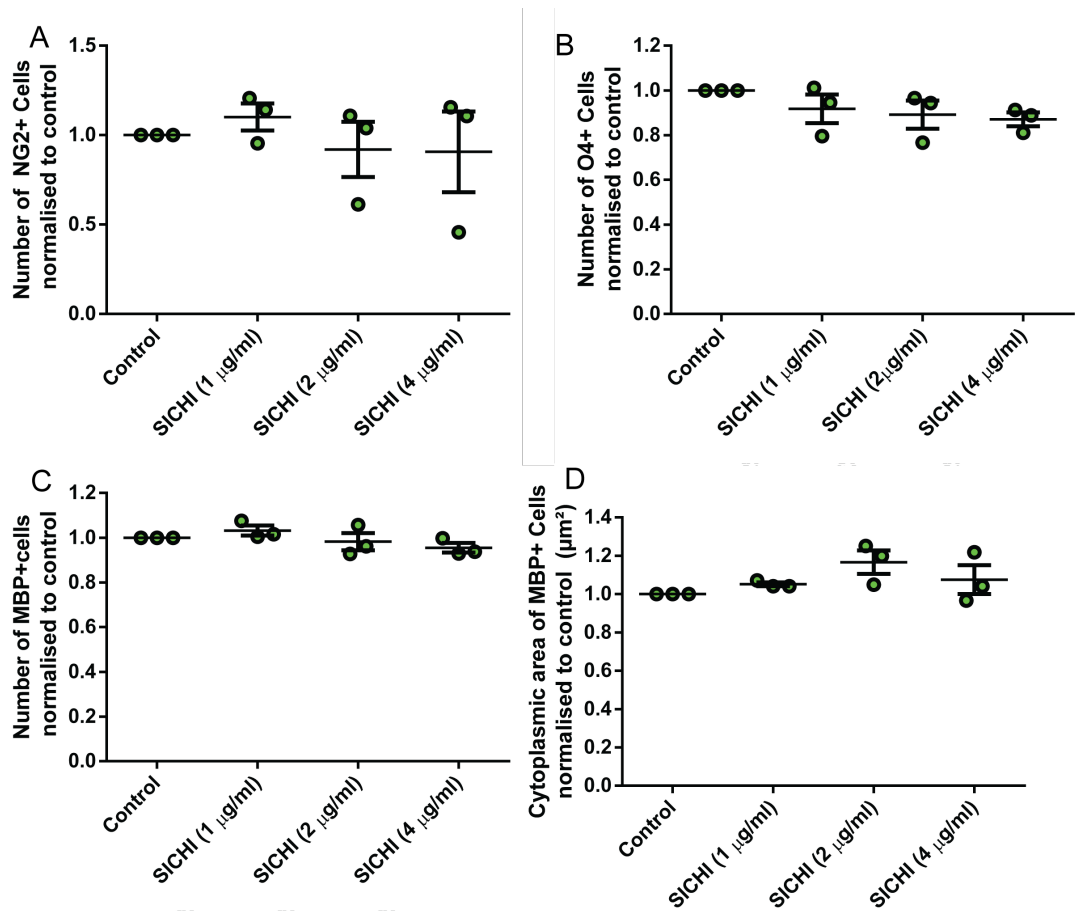 A
Number of NG2+ Cells
normalised to control
1.5
1.0
0.5
0.0
Control
SICHI (1 μg/ml)
SICHI (2 μg/ml)
SICHI (4 μg/ml)
B
Number of O4+ Cells
normalised to control
1.2
1.0
0.8
0.6
0.4
0.2
0.0
Control
SICHI (1 μg/ml)
SICHI (2μg/ml)
SICHI (4 μg/ml)
C
Number of MBP+cells
normalised to control
1.2
1.0
0.8
0.6
0.4
0.2
0.0
Control
SICHI (1 μg/ml)
SICHI (2 μg/ml)
SICHI (4 μg/ml)
D
Cytoplasmic area of MBP+ Cells
normalised to control (μm²)
1.4
1.2
1.0
0.8
0.6
0.4
0.2
0.0
Control
SICHI (1 μg/ml)
SICHI (2 μg/ml)
SICHI (4 μg/ml)